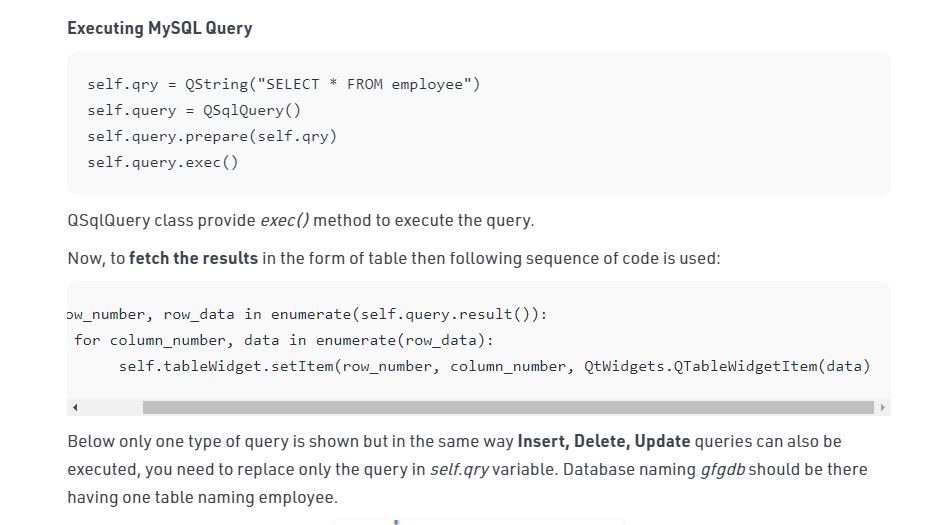 Executing MySQL Query
self.qry = QString("SELECT * FROM employee")
self.query = QSqlQuery()
self.query.prepare(self.qry)
self.query.exec()
QSqlQuery class provide exec() method to execute the query.
Now, to fetch the results in the form of table then following sequence of code is used:
ow_number, row_data in enumerate(self.query.result()):
for column_number, data in enumerate(row_data):
self.tableWidget.setItem(row_number, column_number, QtWidgets.QTableWidgetItem(data)
Below only one type of query is shown but in the same way Insert, Delete, Update queries can also be
executed, you need to replace only the query in self.qry variable. Database naming gfgdb should be there
having one table naming employee.